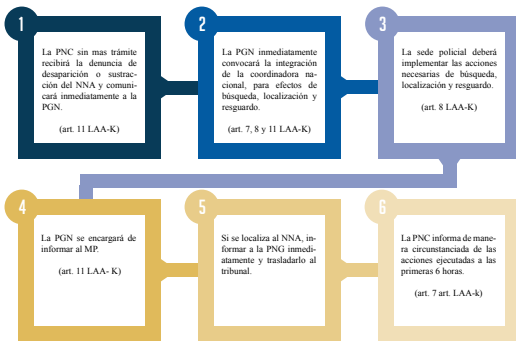 1
La PNC sin mas trámite
recibirá la denuncia de
desaparición o sustrac-
ción del NNA y comuni-
cará inmediatamente a la
PGN.
(art. 11 LAA-K)
2
La PGN inmediatamente
convocará la integración
de la coordinadora na-
cional, para efectos de
búsqueda, localización y
resguardo.
(art. 7, 8 y 11 LAA-K)
3
La sede policial deberá
implementar las acciones
necesarias de búsqueda,
localización y resguardo.
(art. 8 LAA-K)
4
La PGN se encargará de
informar al MP.
(art. 11 LAA- K)
5
Si se localiza al NNA, in-
formar a la PNG inmedi-
atamente y trasladarlo al
tribunal.
6
La PNC informa de mane-
ra circunstanciada de las
acciones ejecutadas a las
primeras 6 horas.
(art. 7 art. LAA-k)